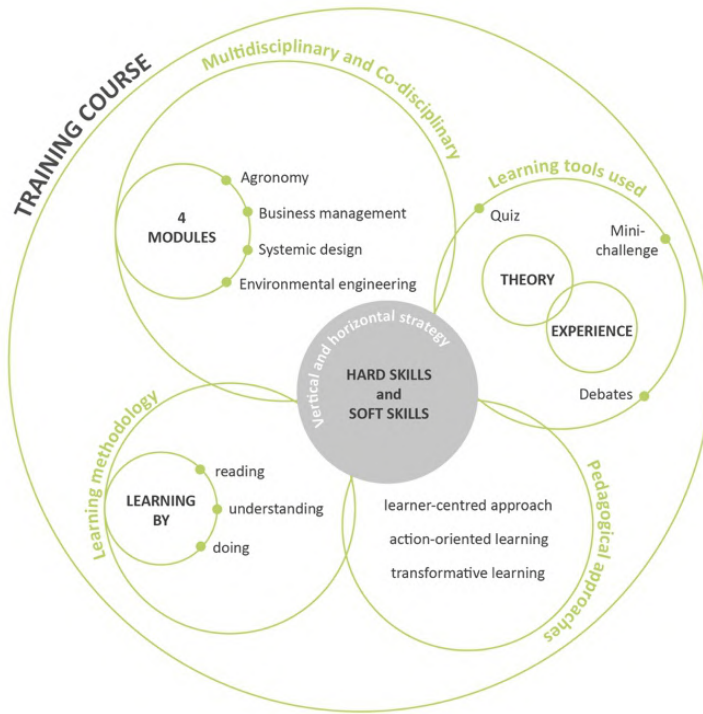 TRAINING COURSE
Multidisciplinary and Co-disciplinary
4
MODULES
Agronomy
Business management
Systemic design
Environmental engineering
Learning tools used
Quiz
Mini-
challenge
THEORY
EXPERIENCE
Debates
Vertical and horizontal strategy
HARD SKILLS
and
SOFT SKILLS
Learning methodology
LEARNING
BY
reading
understanding
doing
Pedagogical approaches
learner-centred approach
action-oriented learning
transformative learning